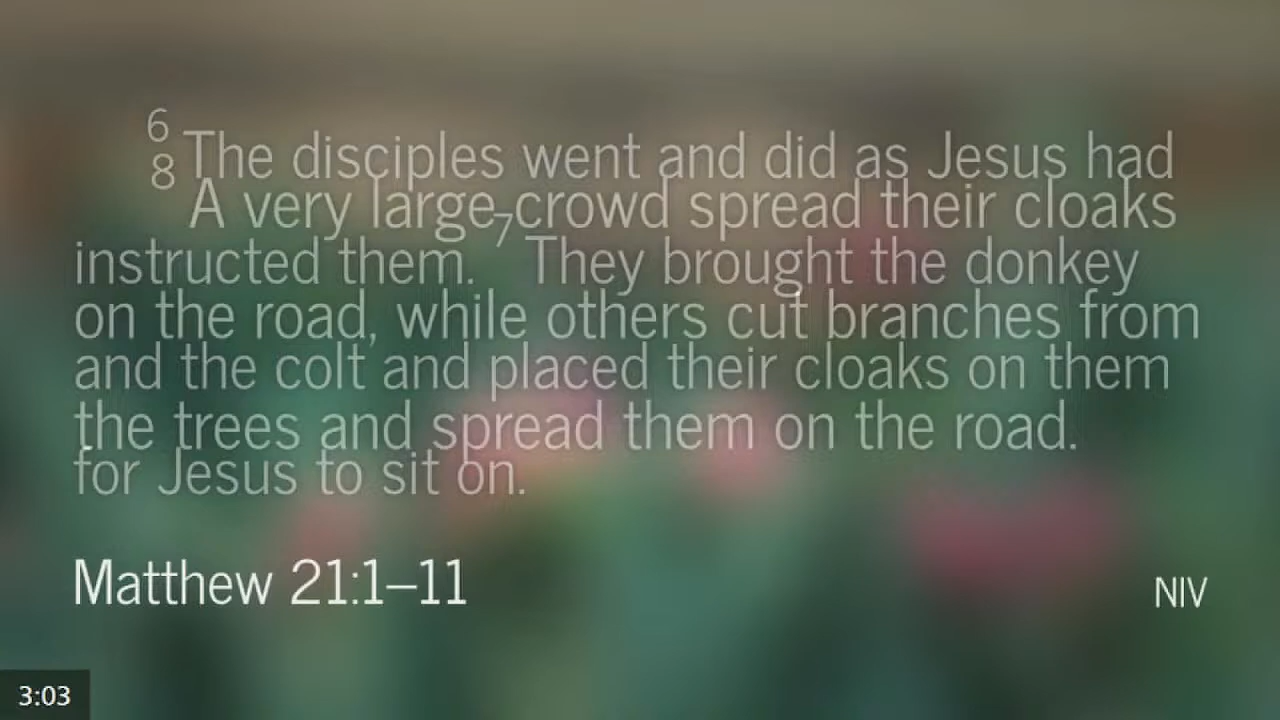 6 The disciples went and did as Jesus had
8 A very large crowd spread their cloaks
instructed them. 7 They brought the donkey
on the road, while others cut branches from
and the colt and placed their cloaks on them
the trees and spread them on the road.
for Jesus to sit on.
Matthew 21:1–11
NIV
3:03